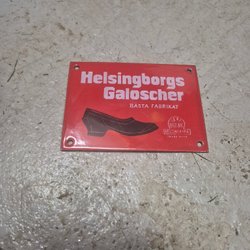 Helsingborgs
Galoscher
BÄSTA FABRIKAT